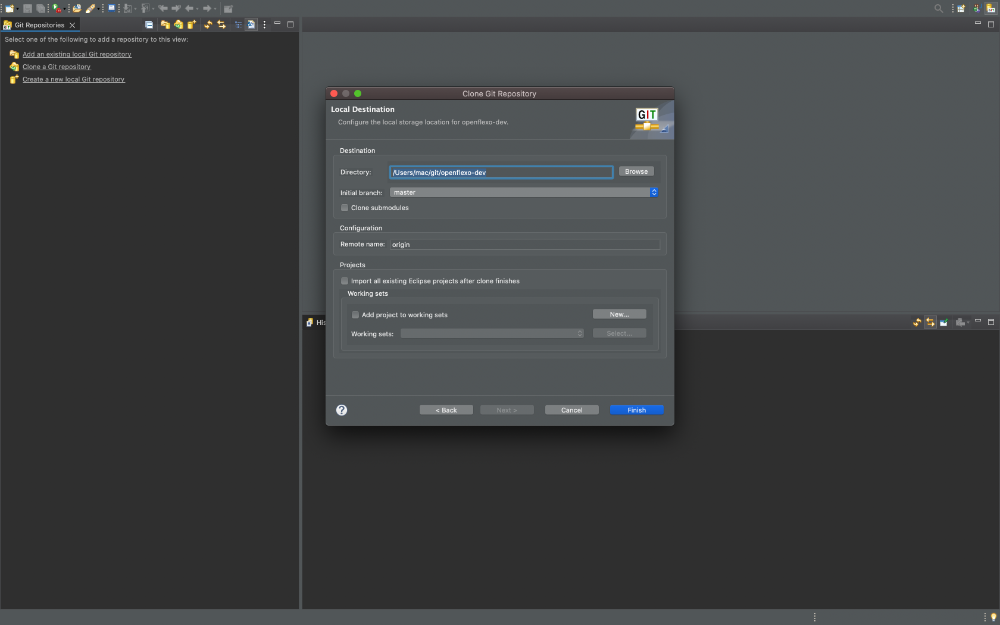 Git Repositories
Select one of the following to add a repository to this view:
Add an existing local Git repository
Clone a Git repository
Create a new local Git repository
Clone Git Repository
Local Destination
Configure the local storage location for openflexo-dev.
GIT
Destination
Directory: /Users/mac/git/openflexo-dev Browse
Initial branch: master
Clone submodules
Configuration
Remote name: origin
Projects
Import all existing Eclipse projects after clone finishes
Working sets
Add project to working sets New...
Working sets: Select...
His
? < Back Next > Cancel Finish